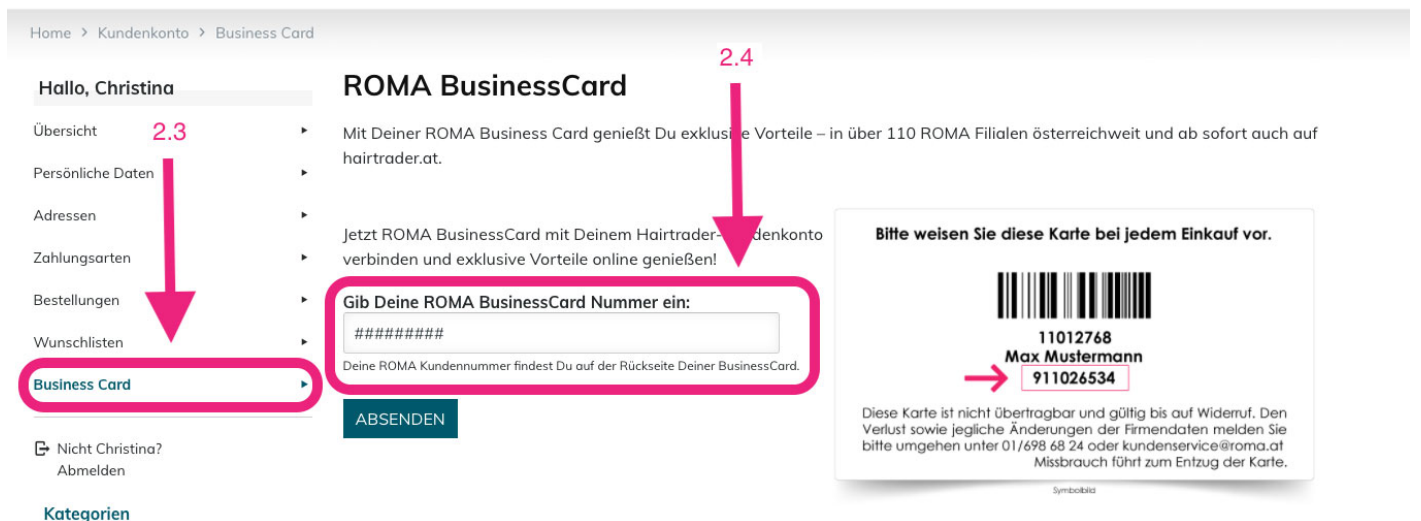 Home > Kundenkonto > Business Card
Hallo, Christina
Übersicht
Persönliche Daten
Adressen
Zahlungsarten
Bestellungen
Wunschlisten
Business Card
Nicht Christina?
Abmelden
Kategorien
2.3
2.4
ROMA BusinessCard
Mit Deiner ROMA Business Card genießt Du exklusive Vorteile – in über 110 ROMA Filialen österreichweit und ab sofort auch auf
hairtrader.at.
Jetzt ROMA BusinessCard mit Deinem Hairtrader-Kundenkonto
verbinden und exklusive Vorteile online genießen!
Gib Deine ROMA BusinessCard Nummer ein:
#########
Deine ROMA Kundennummer findest Du auf der Rückseite Deiner BusinessCard.
ABSENDEN
Bitte weisen Sie diese Karte bei jedem Einkauf vor.
11012768
Max Mustermann
911026534
Diese Karte ist nicht übertragbar und gültig bis auf Widerruf. Den
Verlust sowie jegliche Änderungen der Firmendaten melden Sie
bitte umgehen unter 01/698 68 24 oder kundenservice@roma.at
Missbrauch führt zum Entzug der Karte.
Symbolbild